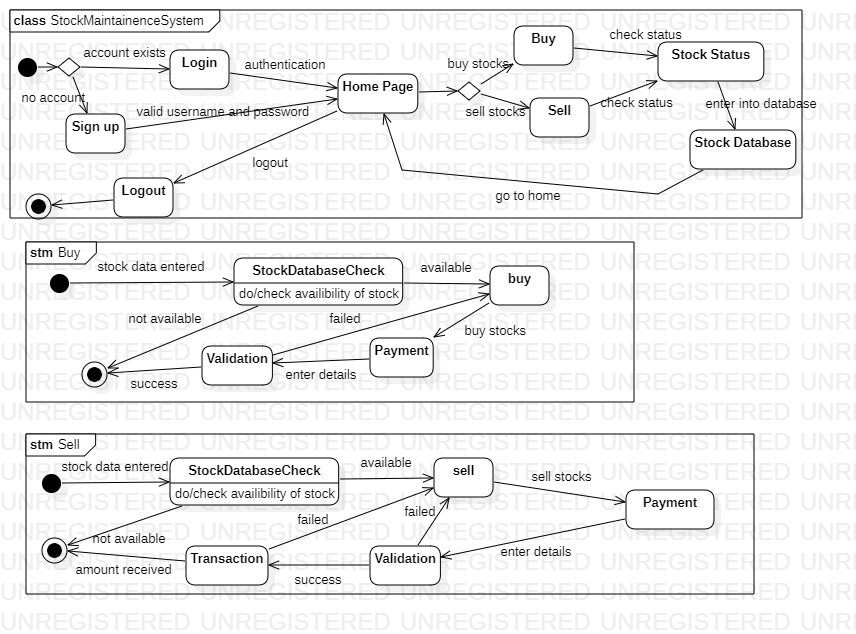 class StockMaintainenceSystem
account exists
Login
authentication
no account
Sign up
valid username and password
Home Page
buy stocks
Buy
check status
Stock Status
sell stocks
Sell
check status
enter into database
Stock Database
logout
Logout
go to home
stm Buy
stock data entered
StockDatabaseCheck
do/check availibility of stock
available
buy
not available
failed
buy stocks
Validation
Payment
success
enter details
stm Sell
stock data entered
StockDatabaseCheck
do/check availibility of stock
available
sell
sell stocks
Payment
failed
failed
not available
Transaction
Validation
enter details
amount received
success
UNREGISTERED